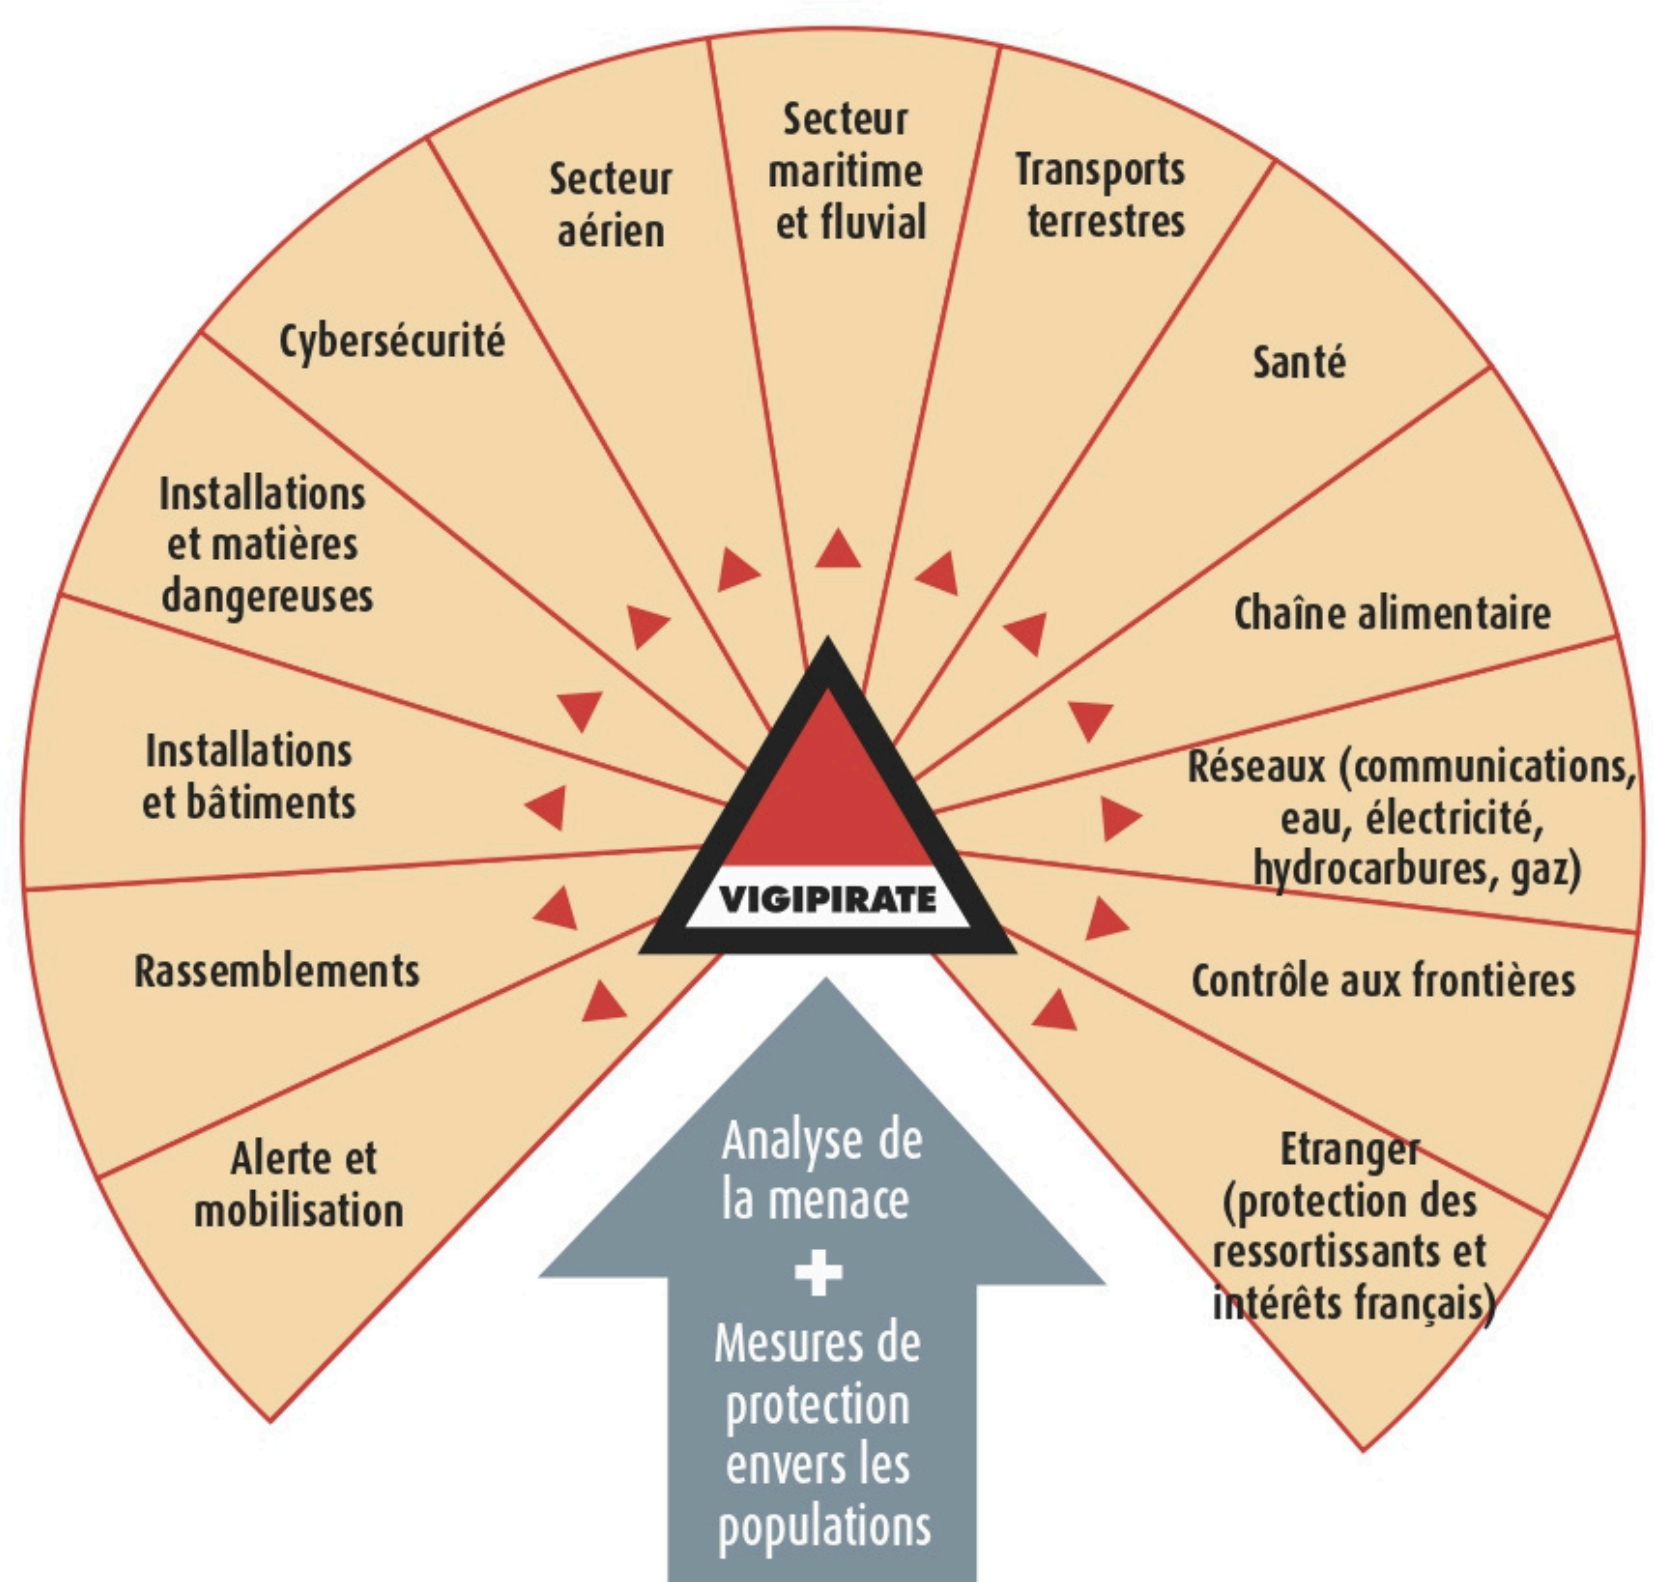 Secteur
maritime
et fluvial
Transports
terrestres
Secteur
aérien
Cybersécurité
Santé
Installations
et matières
dangereuses
Chaîne alimentaire
Installations
et bâtiments
Réseaux (communications,
eau, électricité,
hydrocarbures, gaz)
VIGIPIRATE
Rassemblements
Contrôle aux frontières
Alerte et
mobilisation
Etranger
(protection des
ressortissants et
intérêts français)
Analyse de
la menace
+
Mesures de
protection
envers les
populations